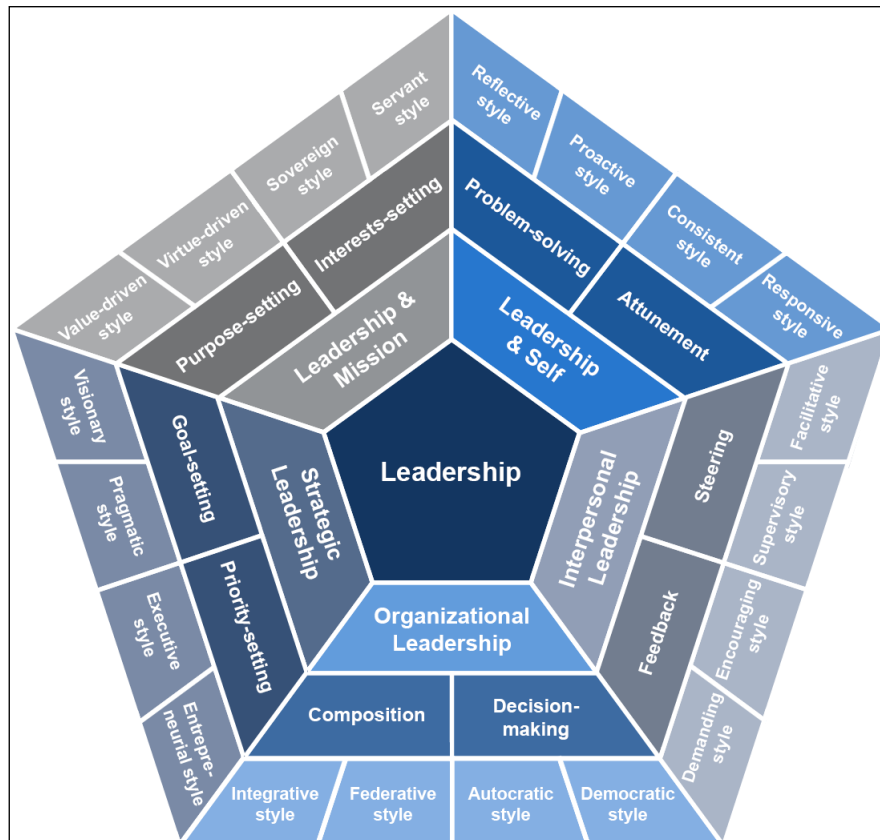 Servant
style
Sovereign
style
Virtue-driven
style
Value-driven
style
Interests-setting
Purpose-setting
Leadership &
Mission
Reflective
style
Proactive
style
Consistent
style
Responsive
style
Problem-solving
Attunement
Leadership
& Self
Leadership
Visionary
style
Pragmatic
style
Executive
style
Entrepre-
neurial style
Goal-setting
Priority-setting
Strategic
Leadership
Interpersonal
Leadership
Steering
Feedback
Facilitative
style
Supervisory
style
Encouraging
style
Demanding
style
Organizational
Leadership
Composition
Decision-
making
Integrative
style
Federative
style
Autocratic
style
Democratic
style